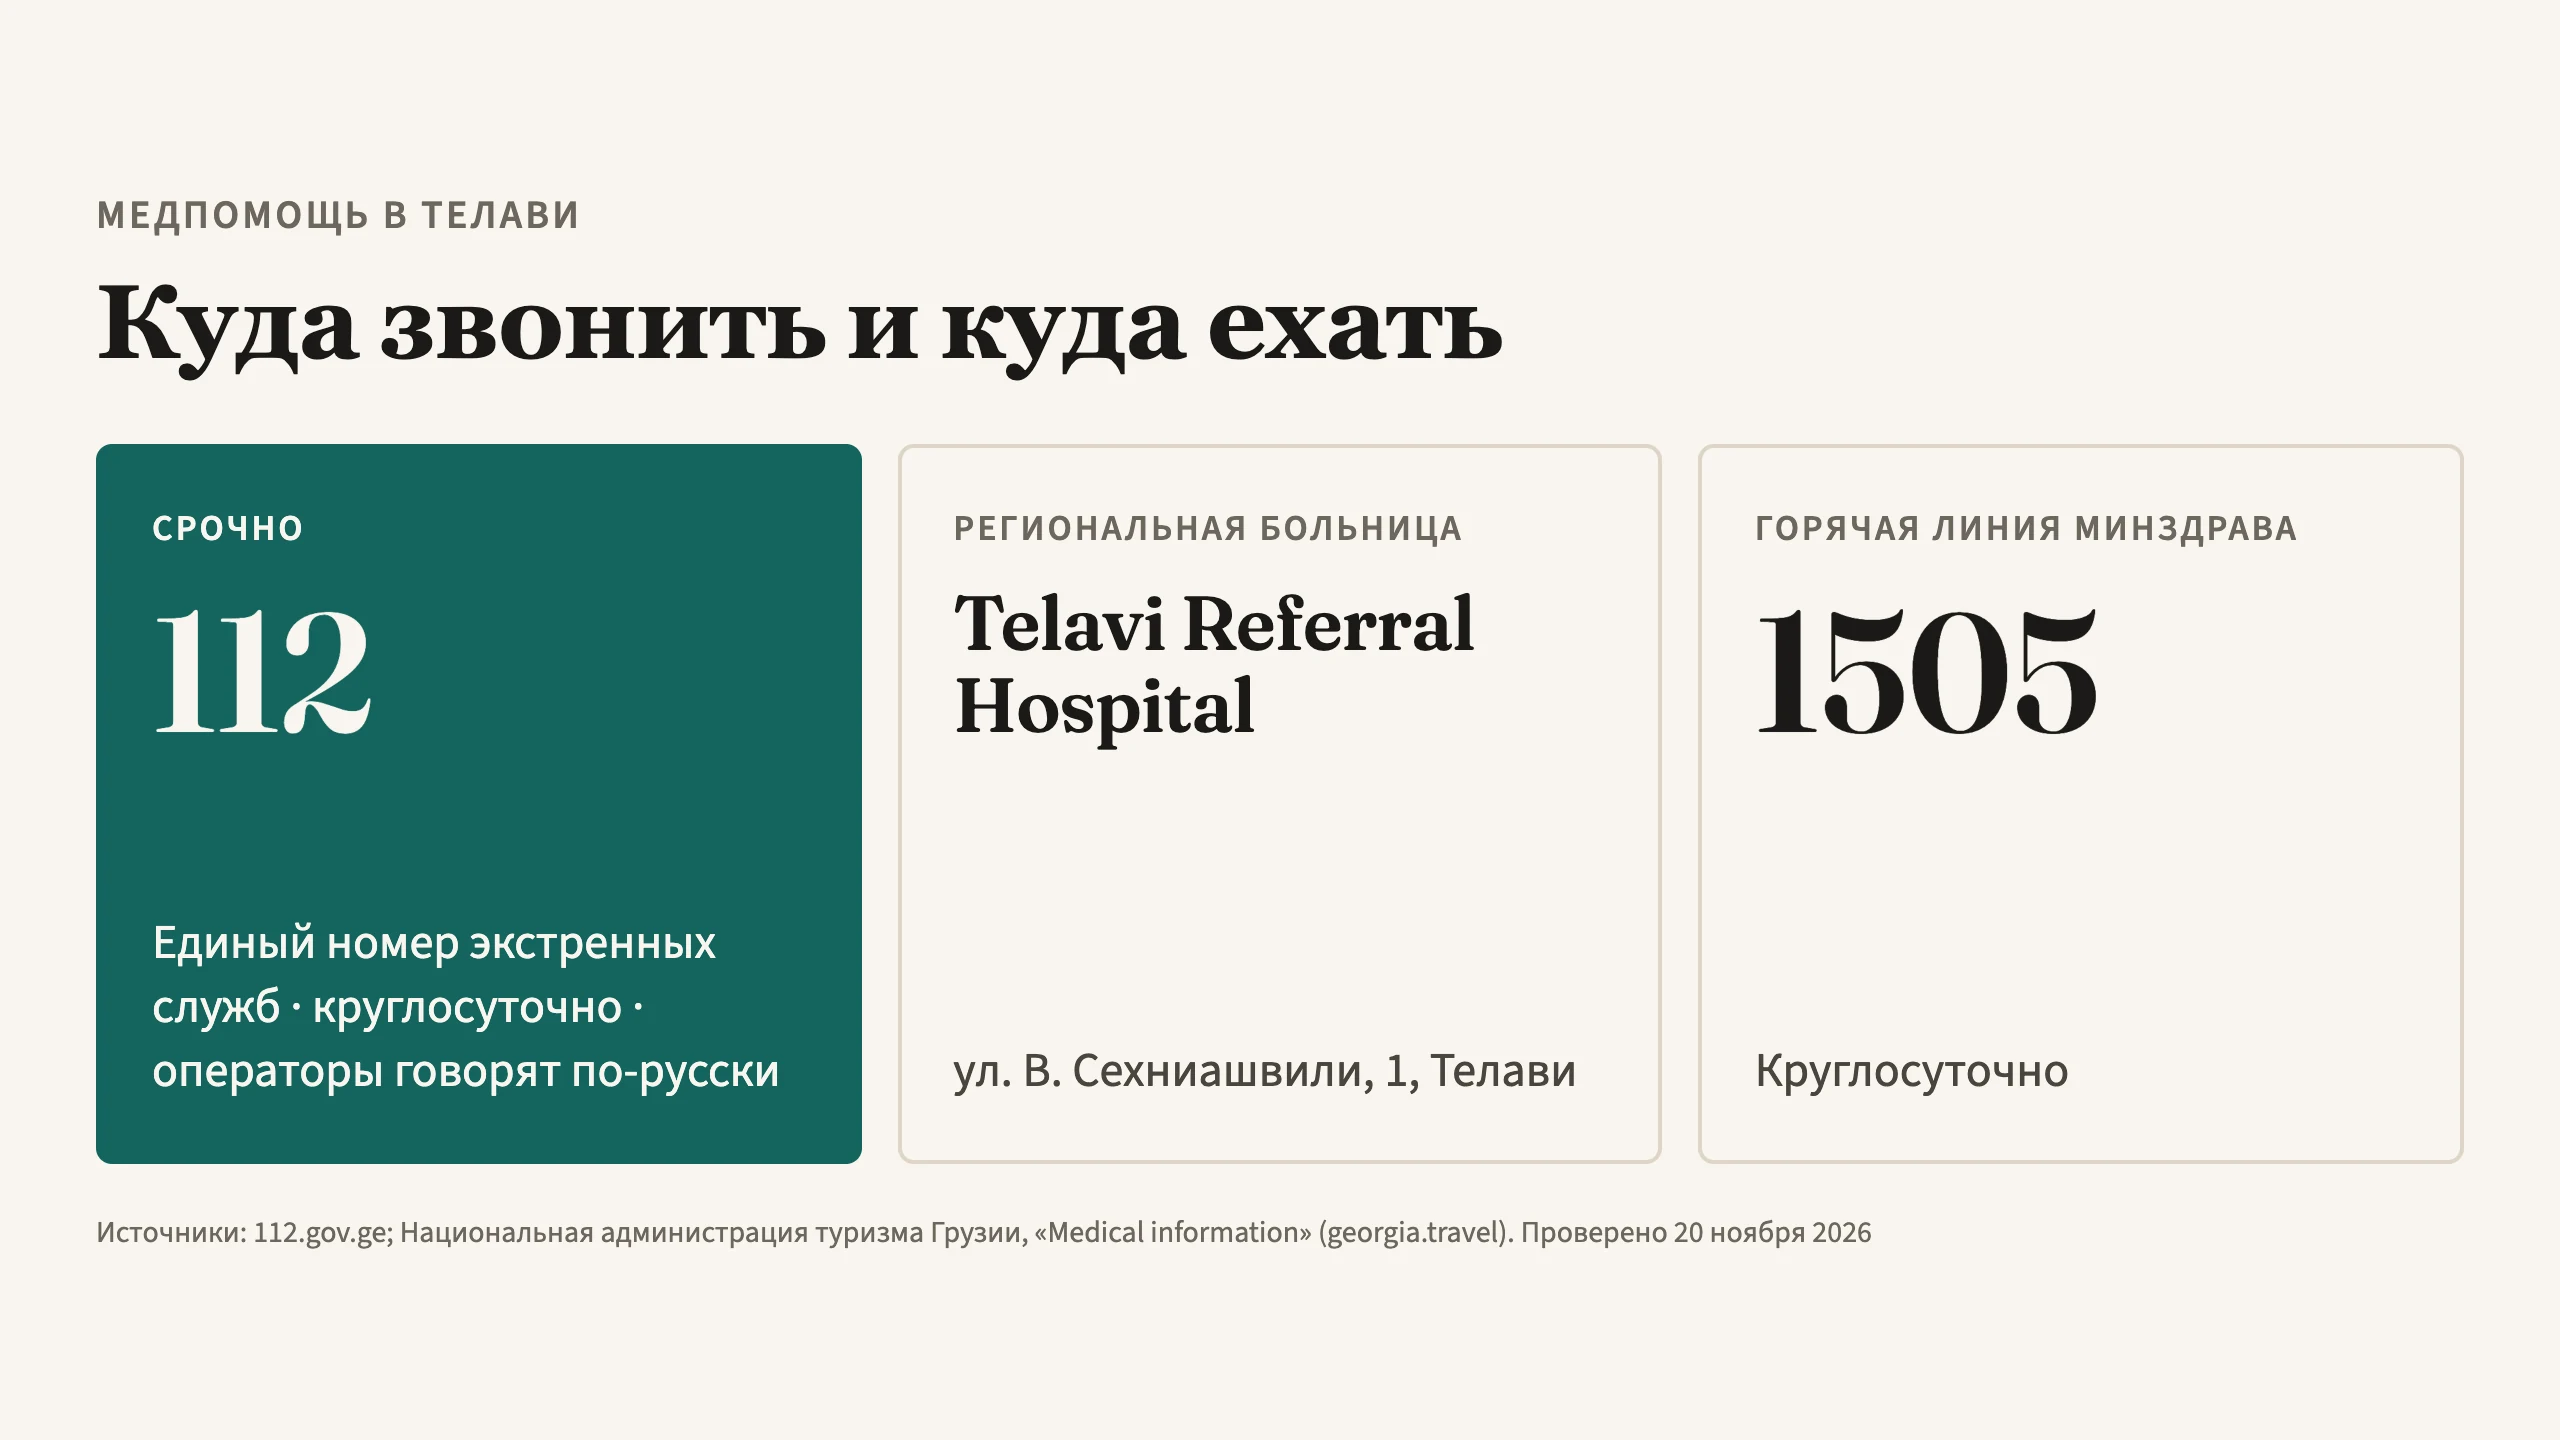 МЕДПОМОЩЬ В ТЕЛАВИ
Куда звонить и куда ехать
СРОЧНО
112
Единый номер экстренных
служб · круглосуточно ·
операторы говорят по-русски
РЕГИОНАЛЬНАЯ БОЛЬНИЦА
Telavi Referral
Hospital
ул. В. Сехниашвили, 1, Телави
ГОРЯЧАЯ ЛИНИЯ МИНЗДРАВА
1505
Круглосуточно
Источники: 112.gov.ge; Национальная администрация туризма Грузии, «Medical information» (georgia.travel). Проверено 20 ноября 2026